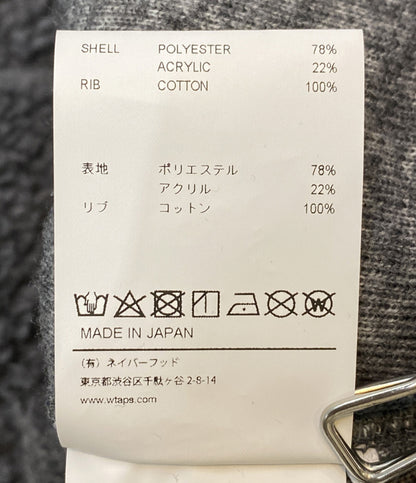 SHELL POLYESTER 78%
ACRYLIC 22%
RIB COTTON 100%
表地 ポリエステル 78%
アクリル 22%
リブ コットン 100%
MADE IN JAPAN
(有) ネイバーフッド
東京都渋谷区千駄ヶ谷 2-8-14
www.wtaps.com